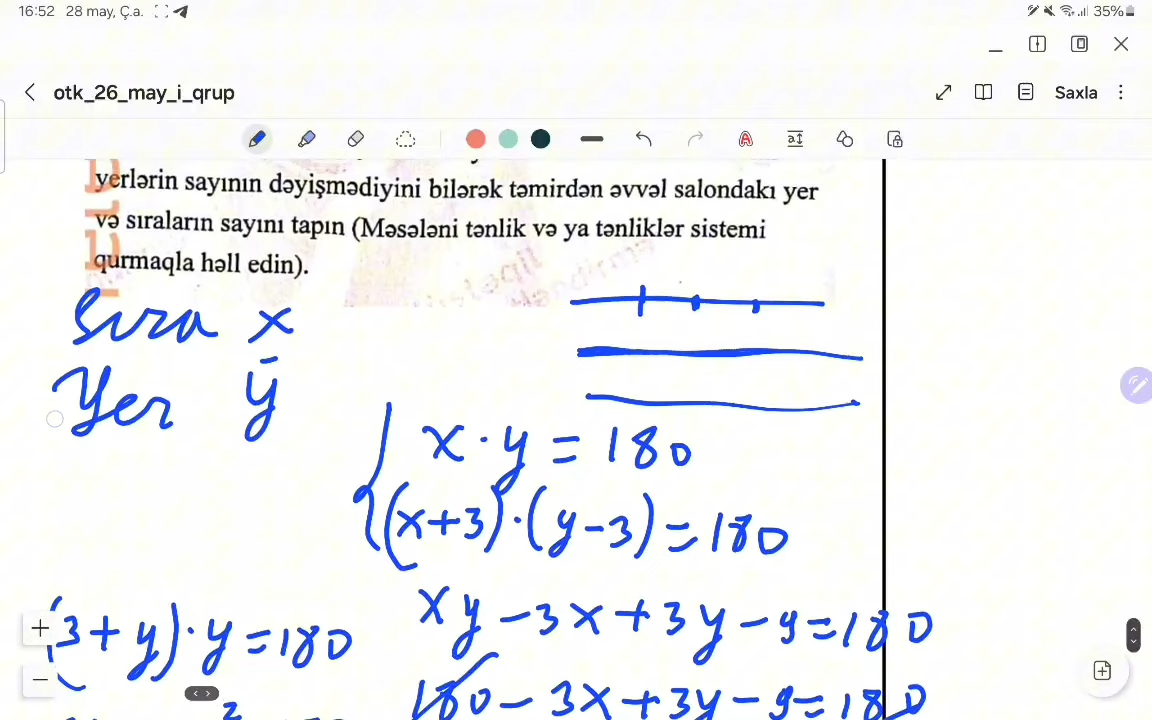 16:52 28 may, Ç.a. 35%
otk_26_may_i_qrup Saxla
yerlərin sayının dəyişmədiyini bilərək təmirdən əvvəl salondakı yer
və sıraların sayını tapın (Məsələni tənlik və ya tənliklər sistemi
qurmaqla həll edin).
Sıra x
Yer y
x · y = 180
(x+3) · (y-3) = 180
xy - 3x + 3y - 9 = 180
(3 + y) · y = 180
180 - 3x + 3y - 9 = 180